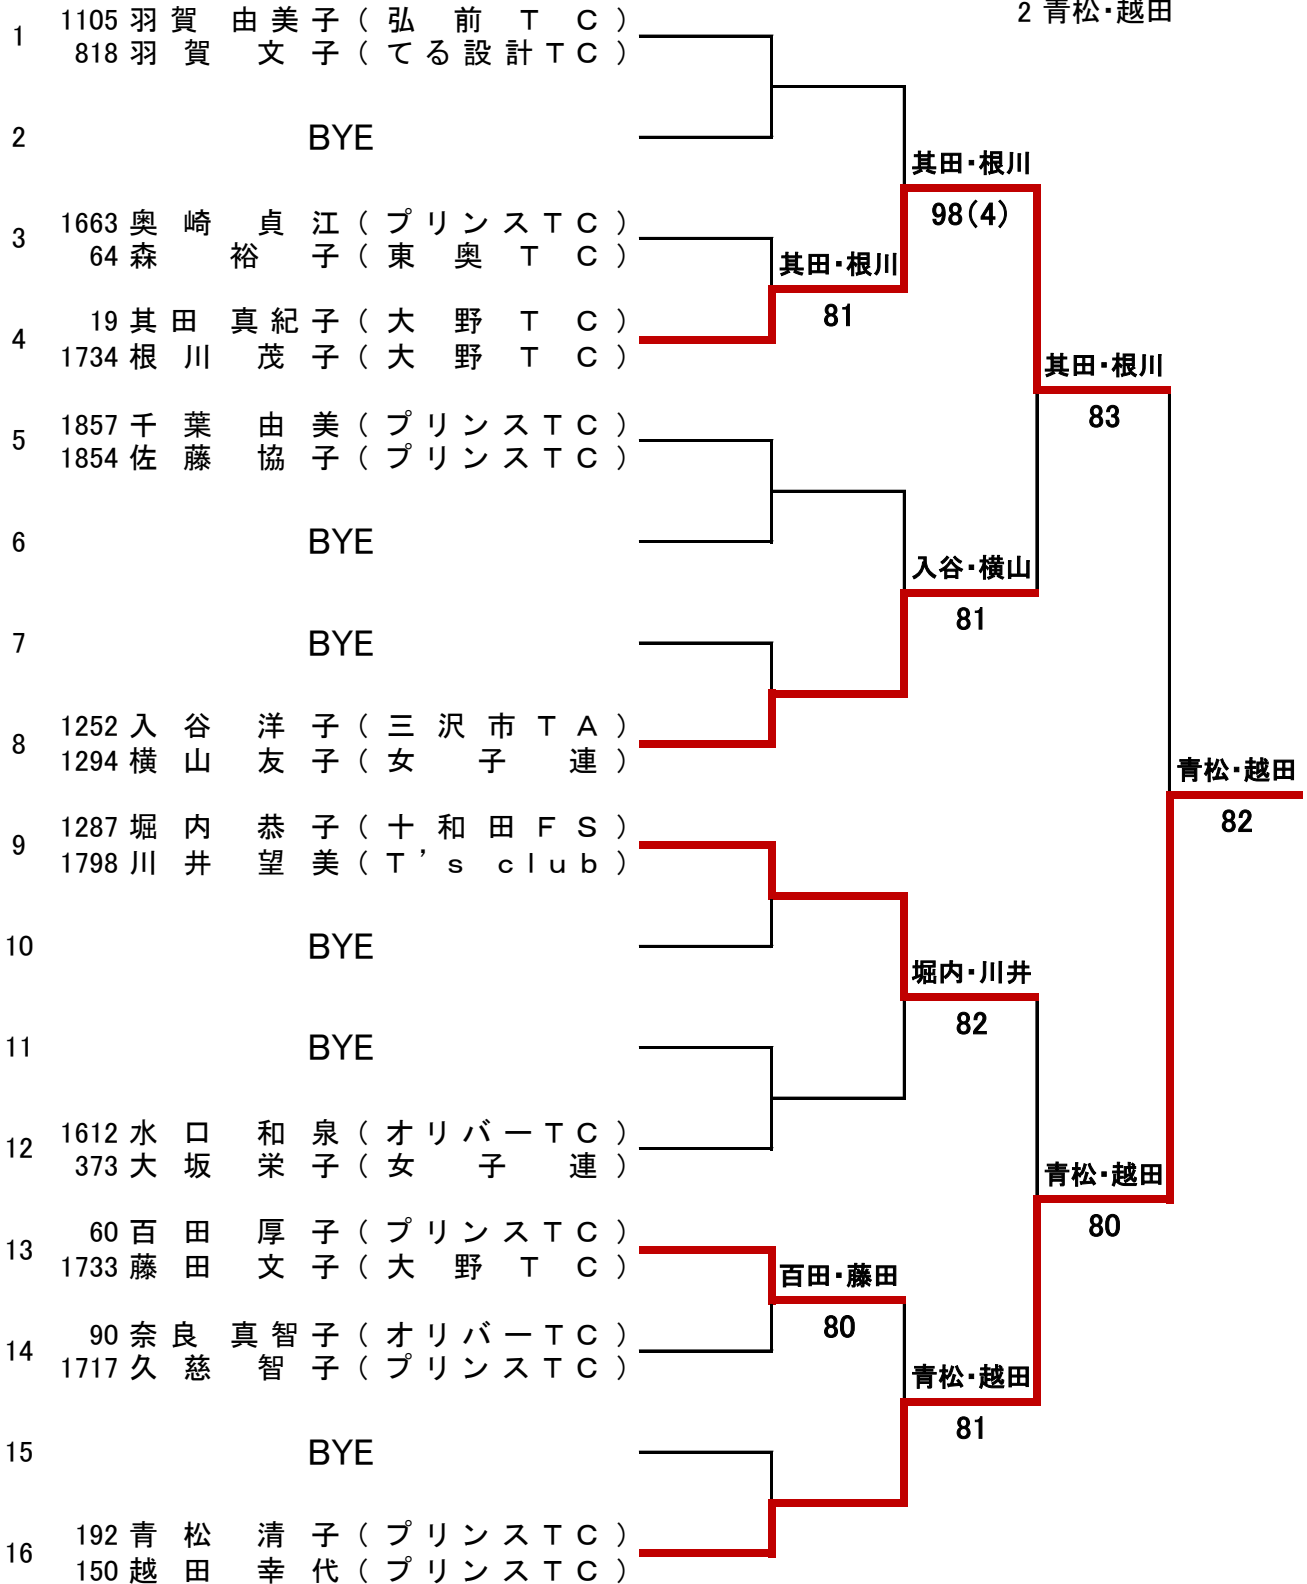 2 青松・越田
1 1105 羽賀 由美子 ( 弘前TC )
818 羽賀 文子 ( てる設計TC )
2 BYE
其田・根川
98(4)
3 1663 奥崎 貞江 ( プリンスTC )
64 森 裕子 ( 東奥TC )
其田・根川
81
4 19 其田 真紀子 ( 大野TC )
1734 根川 茂子 ( 大野TC )
其田・根川
83
5 1857 千葉 由美 ( プリンスTC )
1854 佐藤 協子 ( プリンスTC )
6 BYE
入谷・横山
81
7 BYE
8 1252 入谷 洋子 ( 三沢市TA )
1294 横山 友子 ( 女子連 )
青松・越田
82
9 1287 堀内 恭子 ( 十和田FS )
1798 川井 望美 ( T's club )
10 BYE
堀内・川井
82
11 BYE
12 1612 水口 和泉 ( オリバーTC )
373 大坂 栄子 ( 女子連 )
青松・越田
80
13 60 百田 厚子 ( プリンスTC )
1733 藤田 文子 ( 大野TC )
百田・藤田
80
14 90 奈良 真智子 ( オリバーTC )
1717 久慈 智子 ( プリンスTC )
青松・越田
81
15 BYE
16 192 青松 清子 ( プリンスTC )
150 越田 幸代 ( プリンスTC )